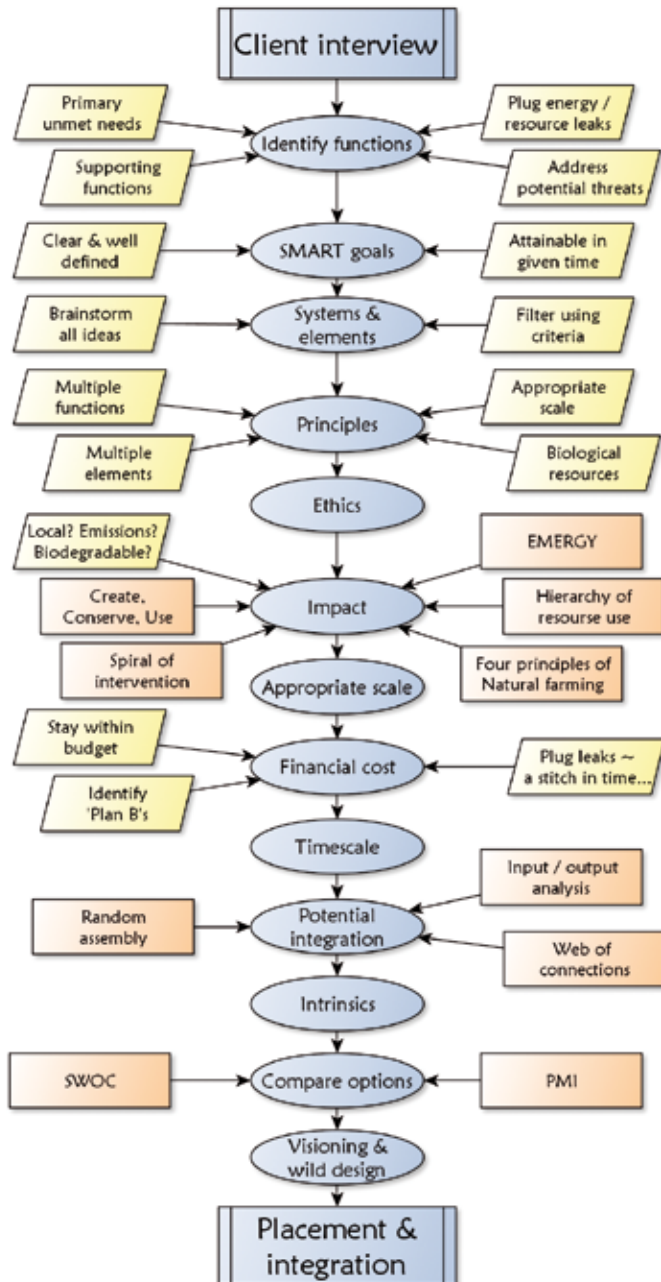 Client interview
Primary
unmet needs
Plug energy /
resource leaks
Identify functions
Supporting
functions
Address
potential threats
Clear & well
defined
SMART goals
Attainable in
given time
Brainstorm
all ideas
Systems &
elements
Filter using
criteria
Multiple
functions
Appropriate
scale
Principles
Multiple
elements
Biological
resources
Ethics
Local? Emissions?
Biodegradable?
EMERGY
Create,
Conserve, Use
Impact
Hierarchy of
resourse use
Spiral of
intervention
Four principles of
Natural farming
Appropriate scale
Stay within
budget
Financial cost
Plug leaks ~
a stitch in time...
Identify
'Plan B's
Timescale
Input / output
analysis
Random
assembly
Potential
integration
Web of
connections
Intrinsics
SWOC
Compare options
PMI
Visioning &
wild design
Placement &
integration